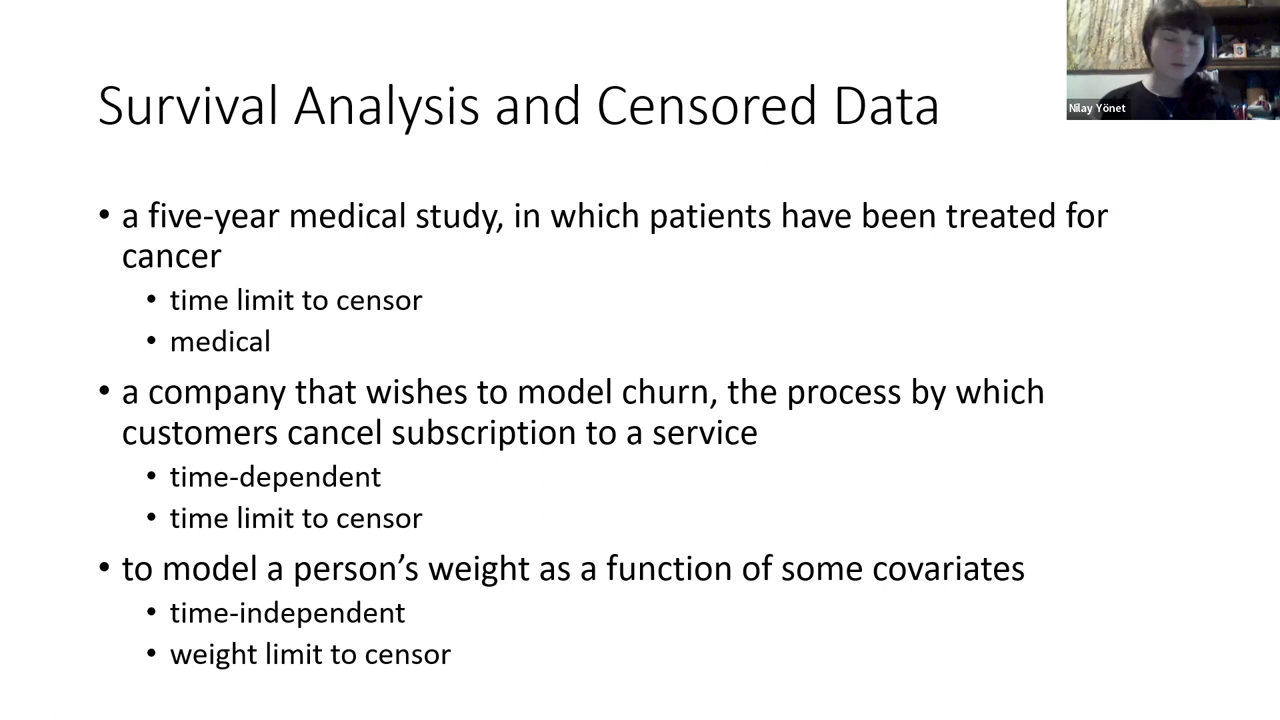 Survival Analysis and Censored Data
Nilay Yönet
• a five-year medical study, in which patients have been treated for
cancer
• time limit to censor
• medical
• a company that wishes to model churn, the process by which
customers cancel subscription to a service
• time-dependent
• time limit to censor
• to model a person’s weight as a function of some covariates
• time-independent
• weight limit to censor